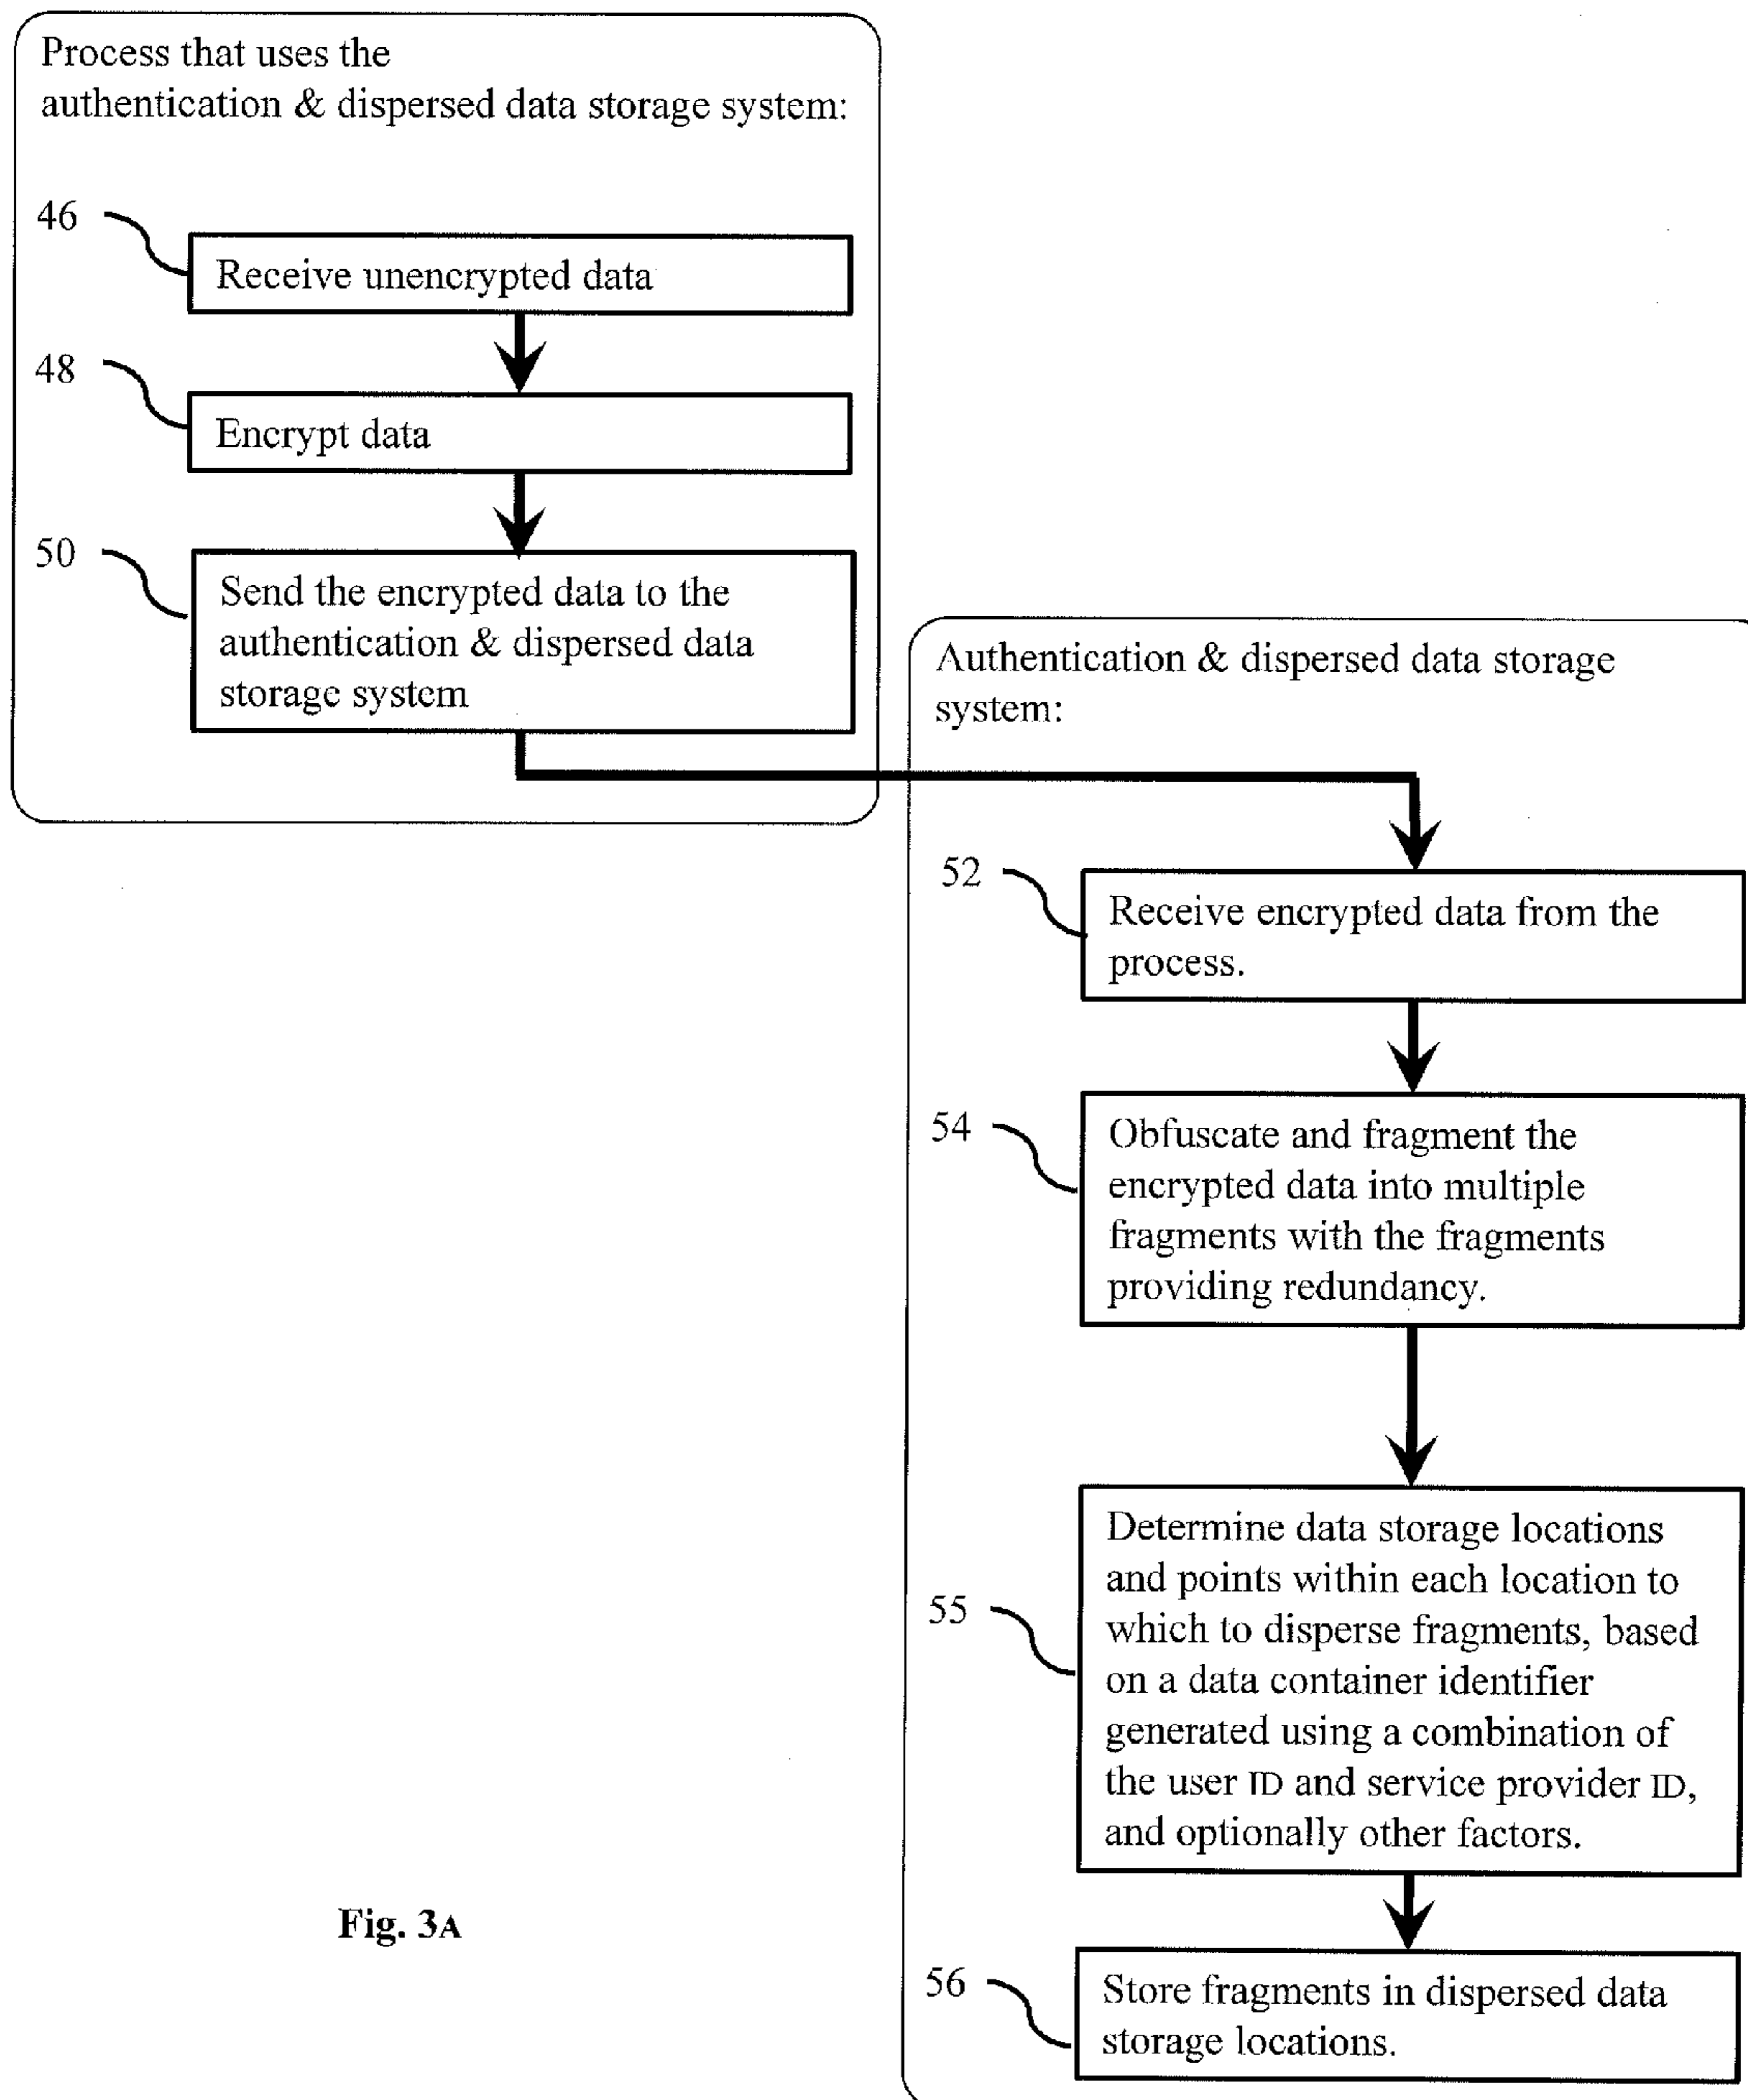 Process that uses the
authentication & dispersed data storage system:
46
Receive unencrypted data
48
Encrypt data
50
Send the encrypted data to the
authentication & dispersed data
storage system
Authentication & dispersed data storage
system:
52
Receive encrypted data from the
process.
54
Obfuscate and fragment the
encrypted data into multiple
fragments with the fragments
providing redundancy.
55
Determine data storage locations
and points within each location to
which to disperse fragments, based
on a data container identifier
generated using a combination of
the user ID and service provider ID,
and optionally other factors.
Fig. 3A
56
Store fragments in dispersed data
storage locations.